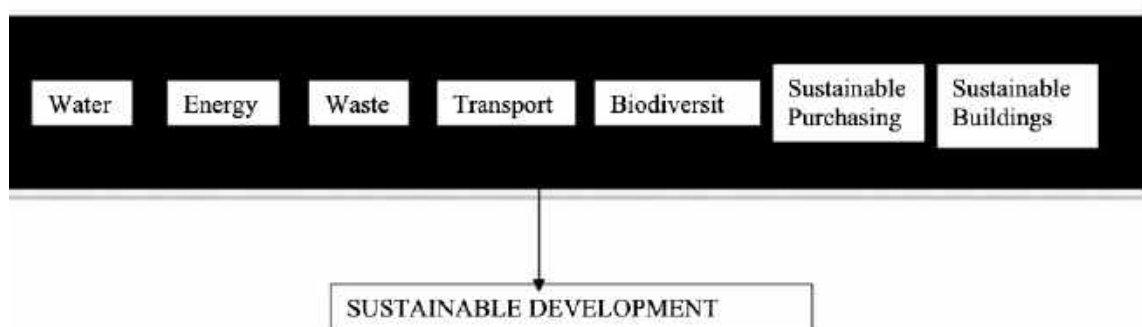 Water
Energy
Waste
Transport
Biodiversit
Sustainable
Purchasing
Sustainable
Buildings
SUSTAINABLE DEVELOPMENT